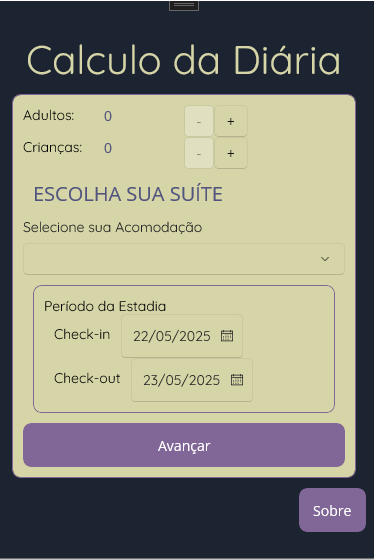 Calculo da Diária
Adultos: 0 - +
Crianças: 0 - +
ESCOLHA SUA SUÍTE
Selecione sua Acomodação
Período da Estadia
Check-in 22/05/2025
Check-out 23/05/2025
Avançar
Sobre